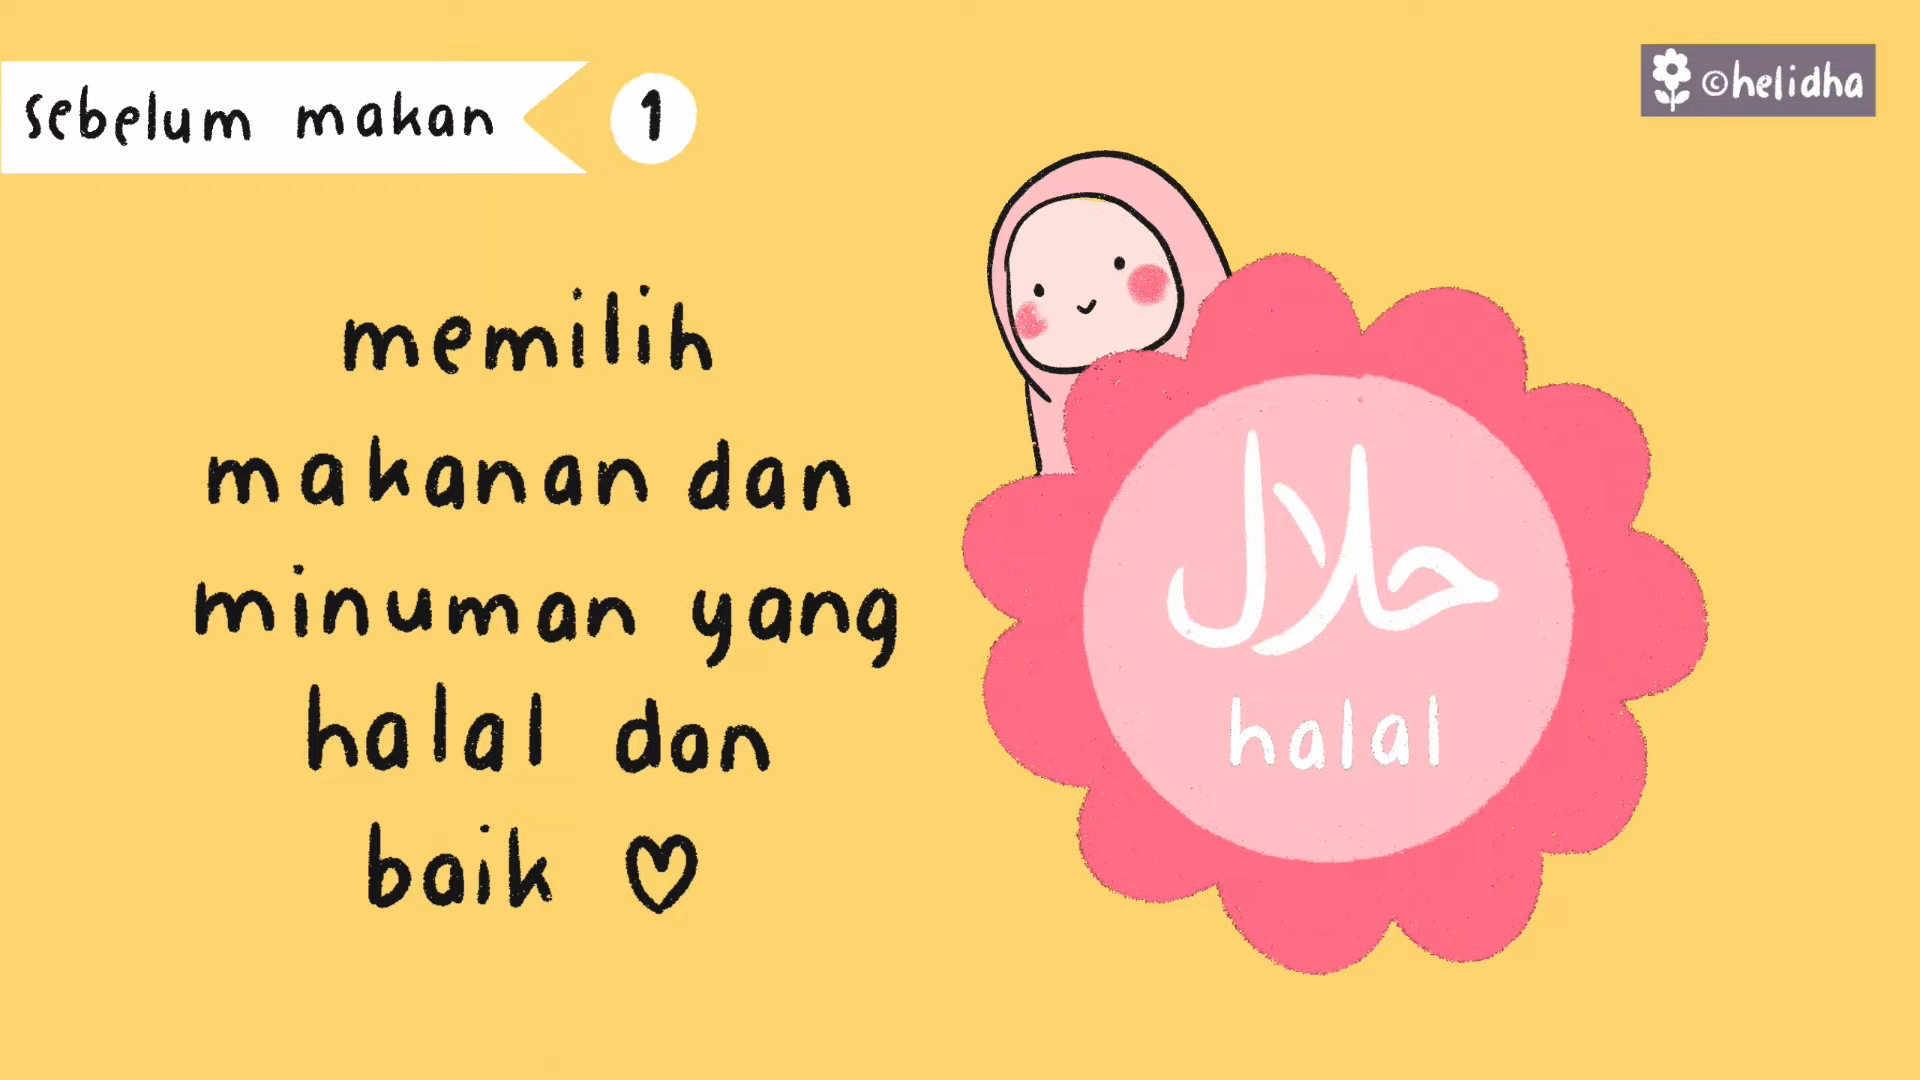 sebelum makan 1
©helidha
memilih
makanan dan
minuman yang
halal dan
baik ♡
حلال
halal